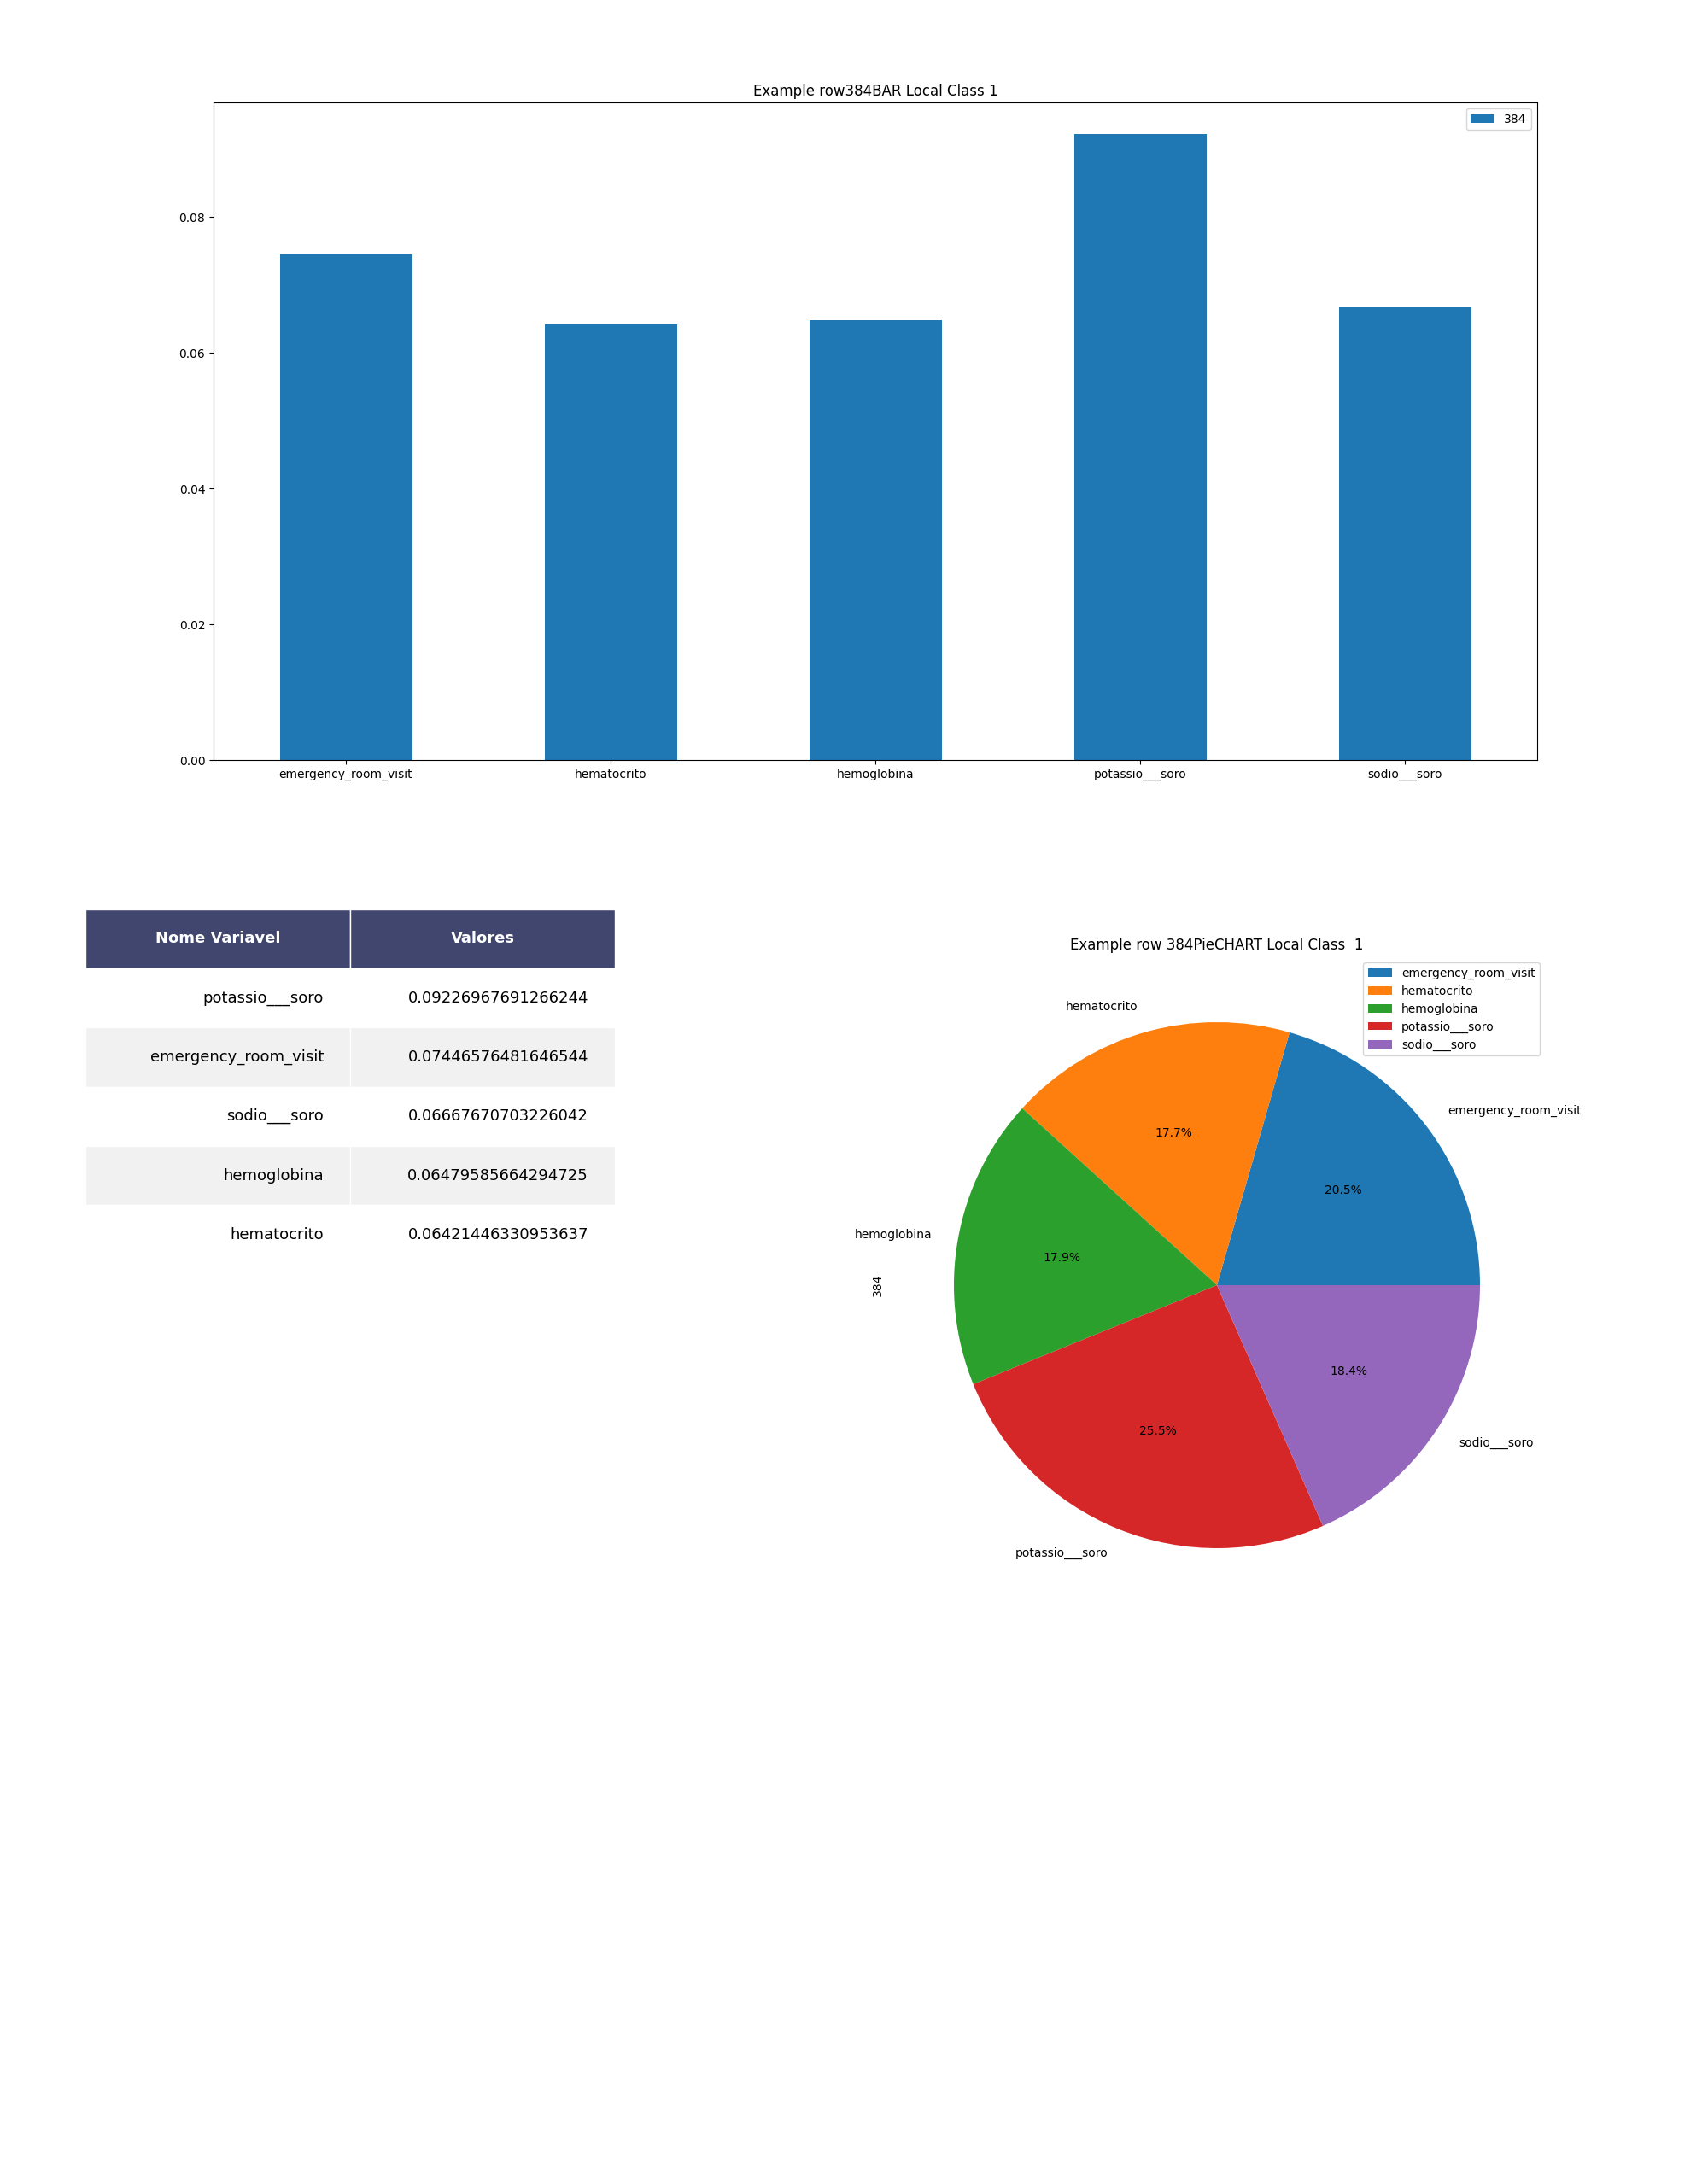 Example row384BAR Local Class 1
384
0.08
0.06
0.04
0.02
0.00
emergency_room_visit
hematocrito
hemoglobina
potassio___soro
sodio___soro
Nome Variavel Valores
potassio___soro 0.09226967691266244
emergency_room_visit 0.07446576481646544
sodio___soro 0.06667670703226042
hemoglobina 0.06479585664294725
hematocrito 0.06421446330953637
Example row 384PieCHART Local Class  1
emergency_room_visit
hematocrito
hemoglobina
potassio___soro
sodio___soro
hematocrito
emergency_room_visit
17.7%
20.5%
hemoglobina
17.9%
384
18.4%
25.5%
sodio___soro
potassio___soro